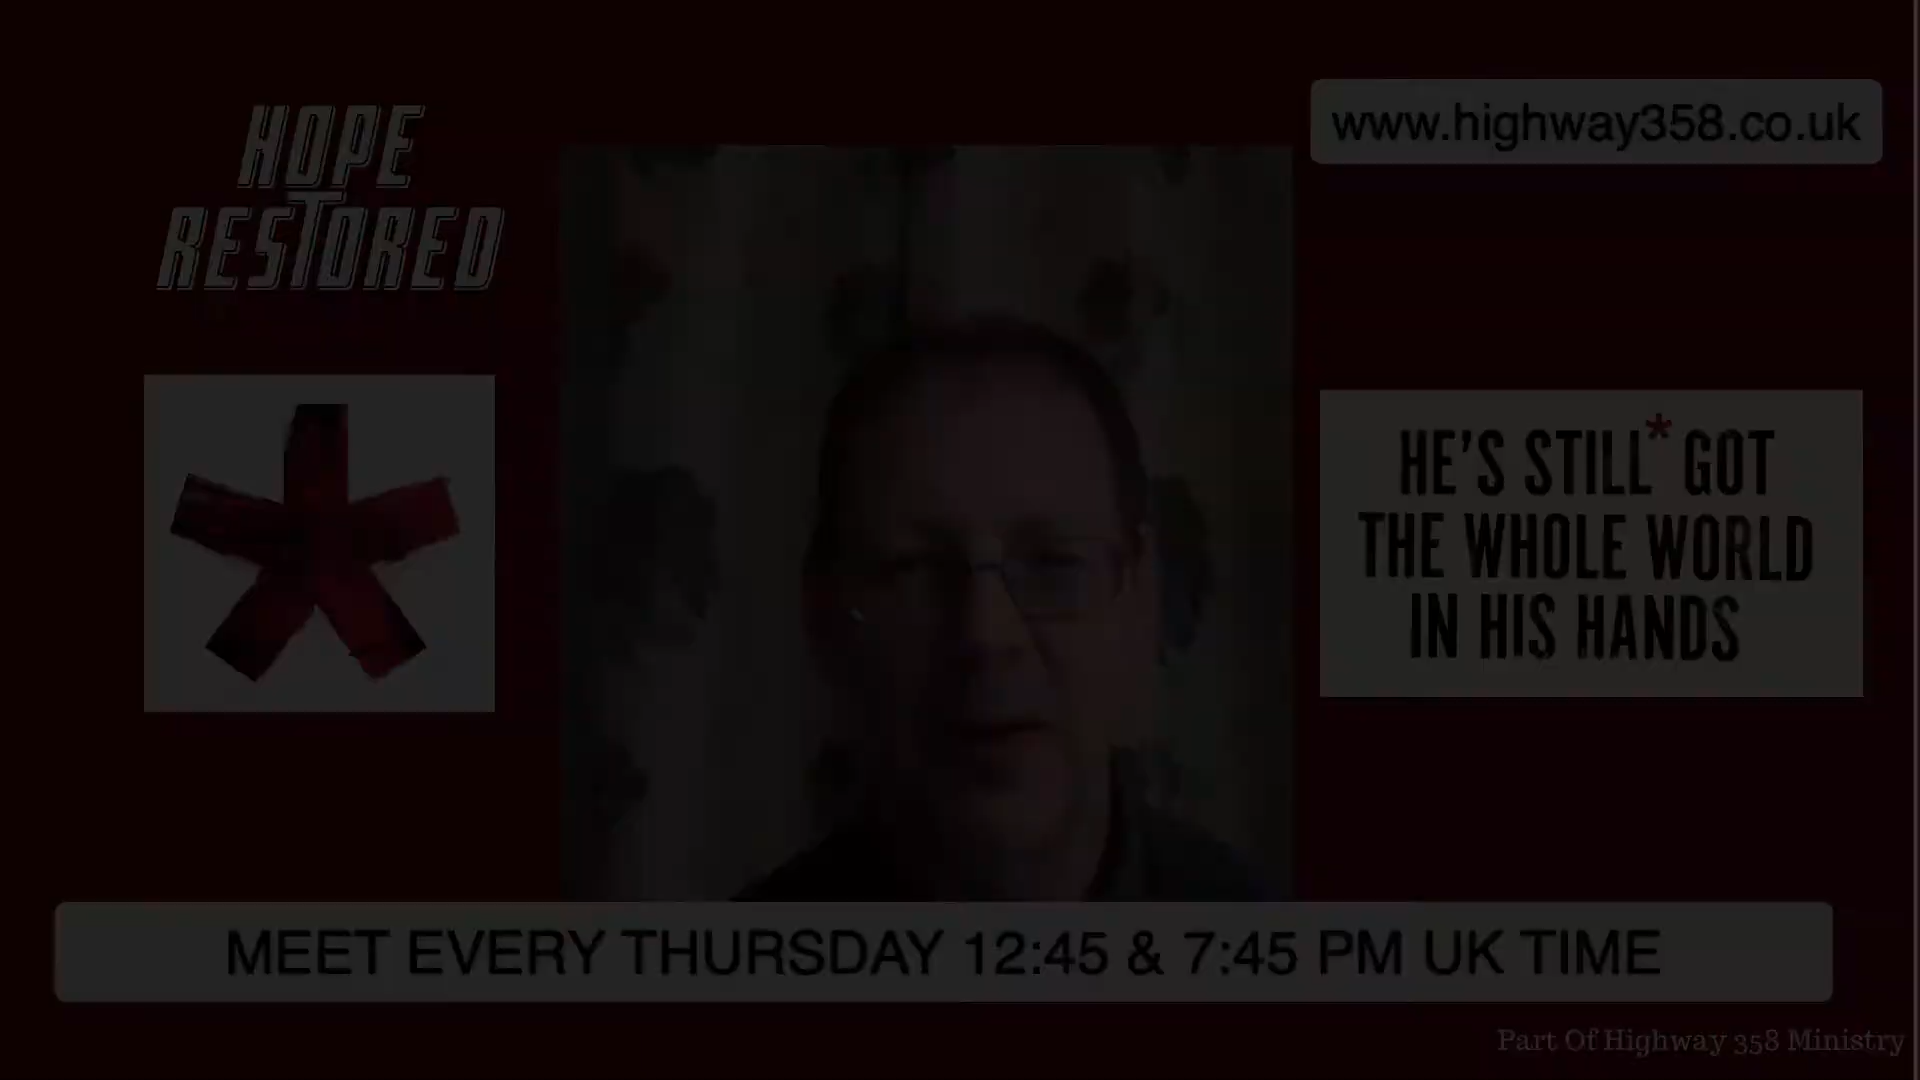 HOPE
RESTORED
www.highway358.co.uk
HE'S STILL* GOT
THE WHOLE WORLD
IN HIS HANDS
MEET EVERY THURSDAY 12:45 & 7:45 PM UK TIME
Part Of Highway 358 Ministry